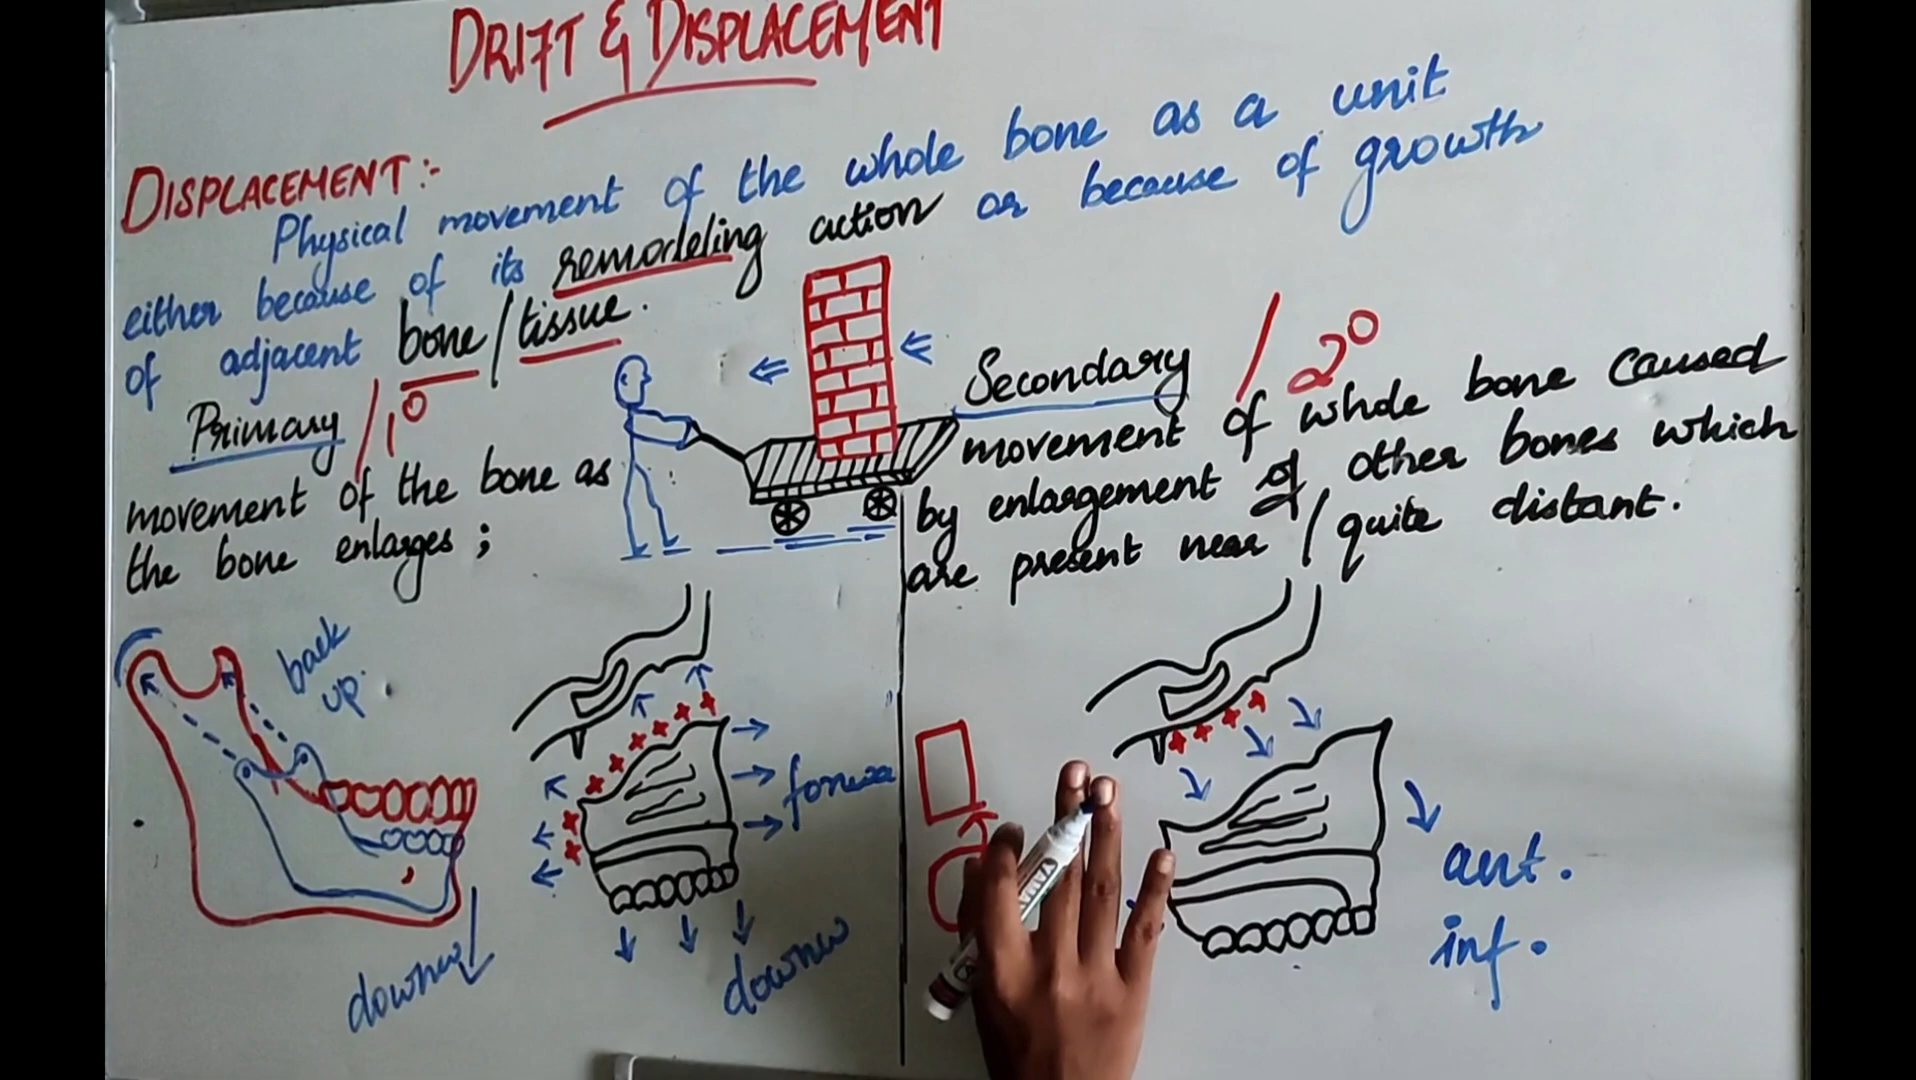 DRIFT & DISPLACEMENT
DISPLACEMENT:-
Physical movement of the whole bone as a unit
either because of its remodeling action or because of growth
of adjacent bone/tissue.
Primary / 1°
movement of the bone as
the bone enlarges;
Secondary / 2°
movement of whole bone caused
by enlargement of other bones which
are present near / quite distant.
back
up.
downw
forwa
downw
ant.
inf.